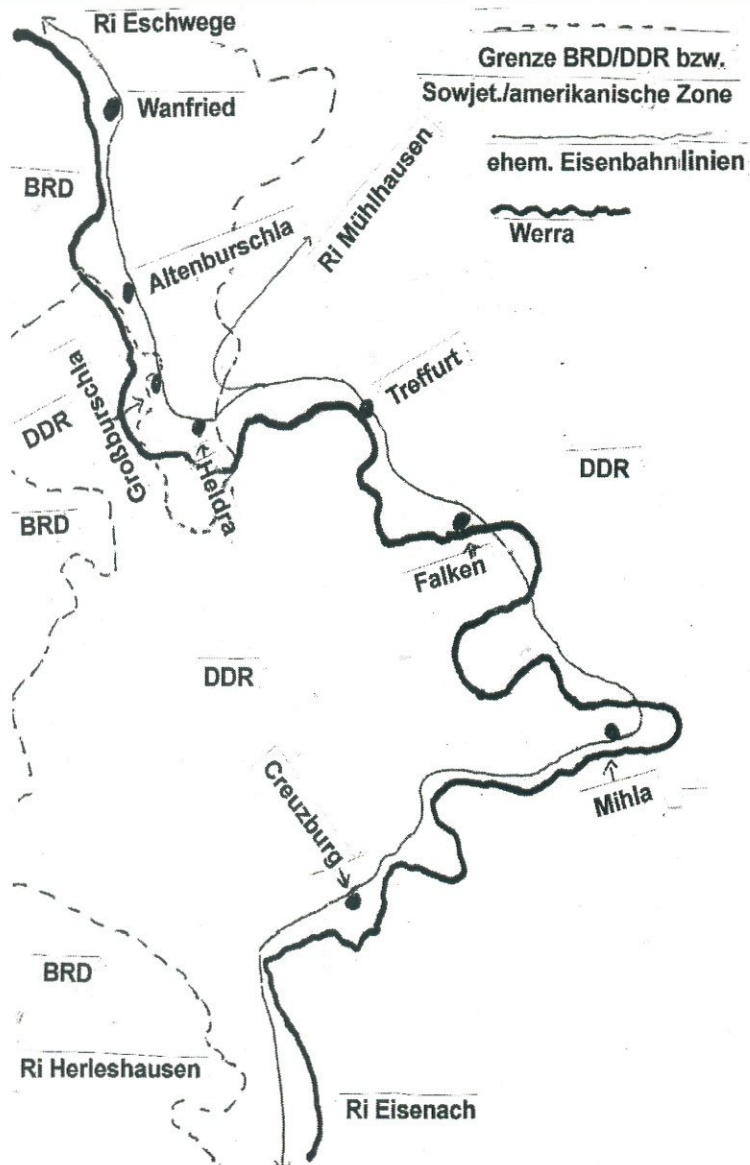 Ri Eschwege
Grenze BRD/DDR bzw.
Sowjet./amerikanische Zone
Wanfried
ehem. Eisenbahnlinien
BRD
Ri Mühlhausen
Werra
Altenburschla
Großburschla
Treffurt
DDR
Heldra
DDR
BRD
Falken
DDR
Mihla
Creuzburg
BRD
Ri Herleshausen
Ri Eisenach